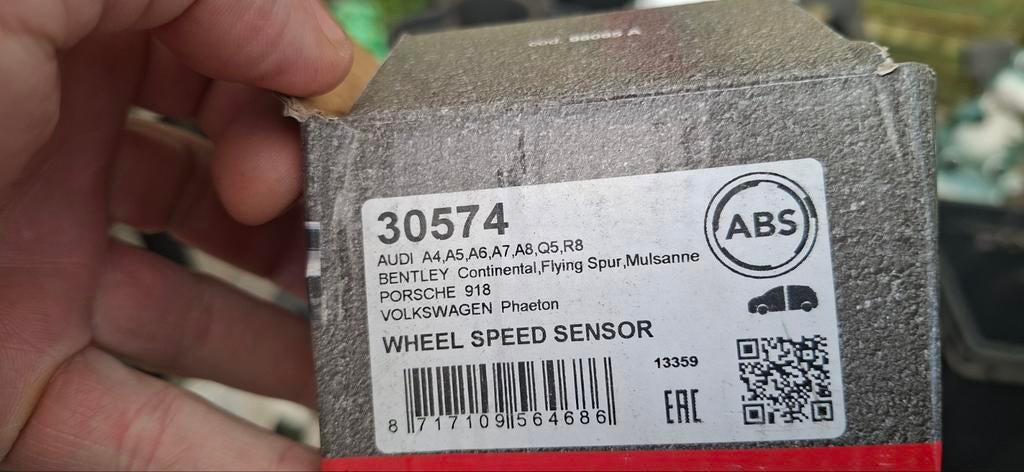 30574
AUDI A4,A5,A6,A7,A8,Q5,R8
BENTLEY Continental,Flying Spur,Mulsanne
PORSCHE 918
VOLKSWAGEN Phaeton
WHEEL SPEED SENSOR
ABS
13359
EAC
8 717109 564686